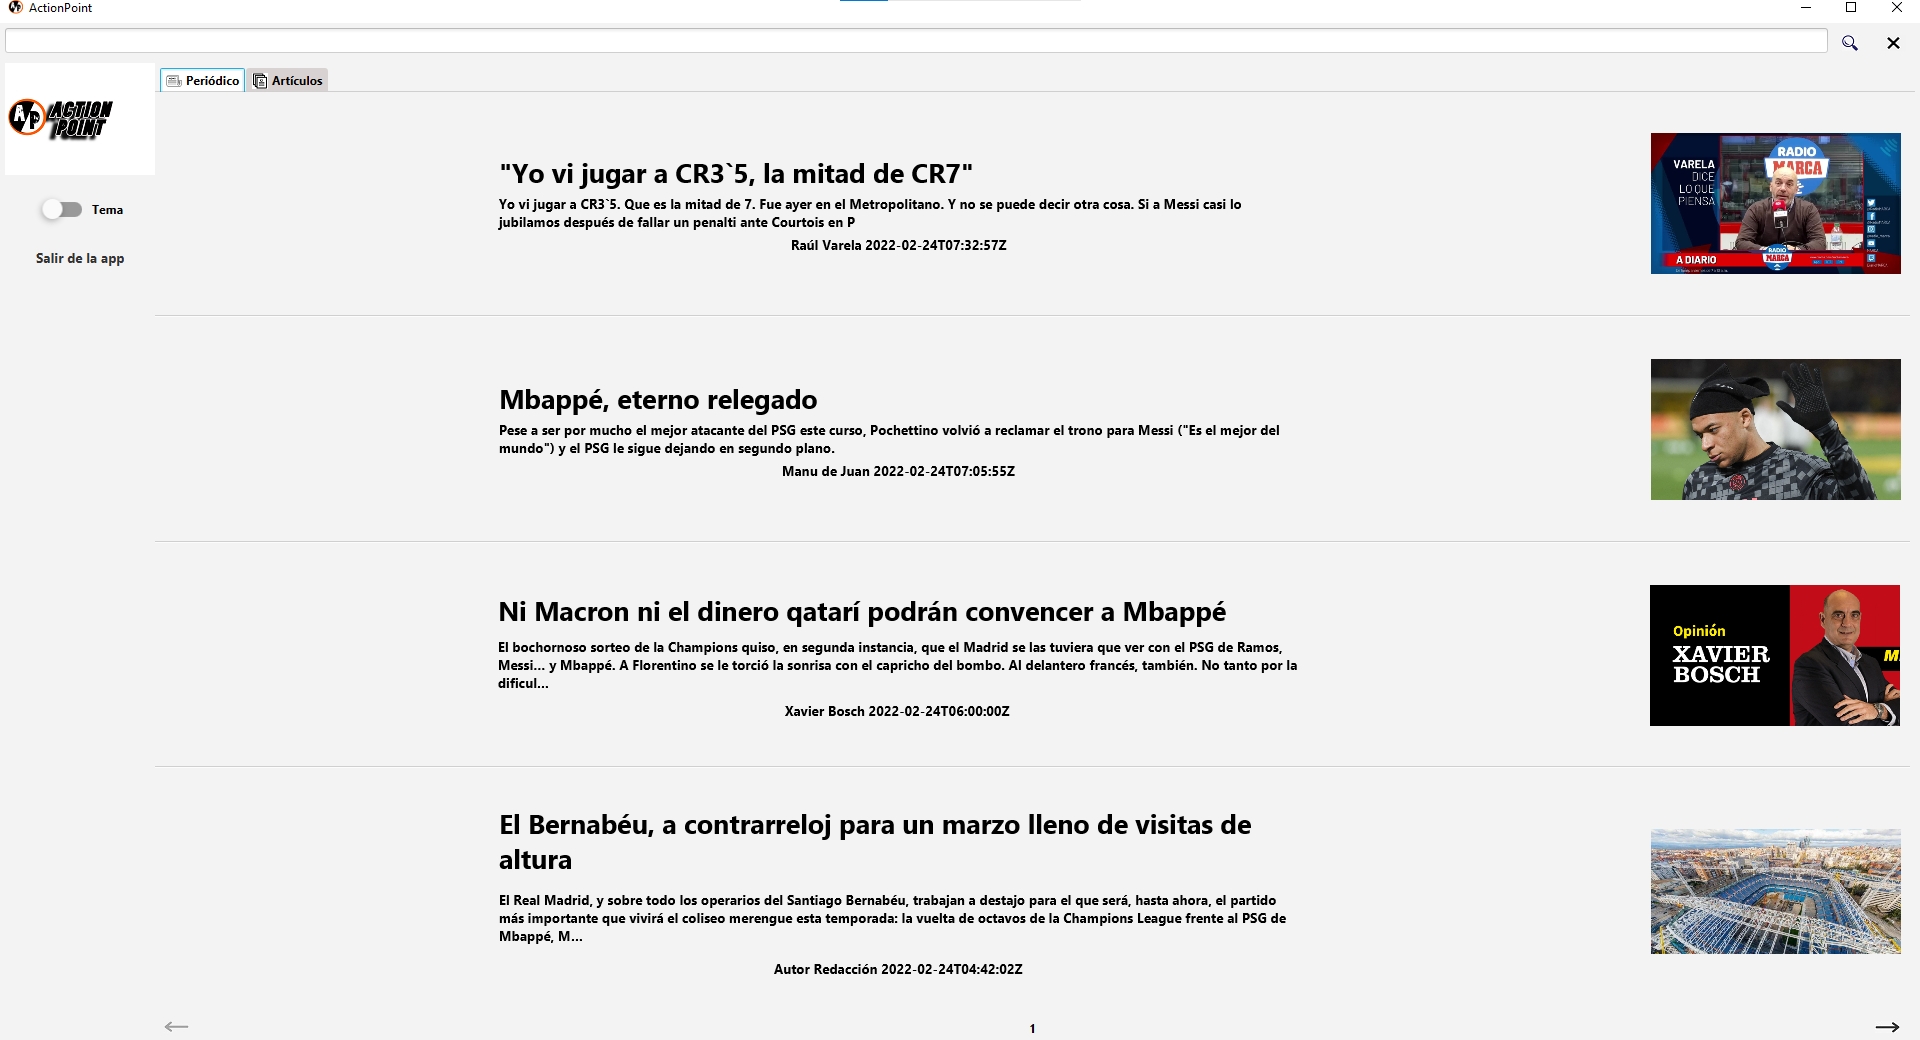 ActionPoint
ACTION
POINT
Tema
Salir de la app
Periódico
Artículos
"Yo vi jugar a CR3`5, la mitad de CR7"
Yo vi jugar a CR3`5. Que es la mitad de 7. Fue ayer en el Metropolitano. Y no se puede decir otra cosa. Si a Messi casi lo
jubilamos después de fallar un penalti ante Courtois en P
Raúl Varela 2022-02-24T07:32:57Z
VARELA
DICE
LO QUE
PIENSA
RADIO
MARCA
A DIARIO
RADIO
MARCA
Mbappé, eterno relegado
Pese a ser por mucho el mejor atacante del PSG este curso, Pochettino volvió a reclamar el trono para Messi ("Es el mejor del
mundo") y el PSG le sigue dejando en segundo plano.
Manu de Juan 2022-02-24T07:05:55Z
Ni Macron ni el dinero qatarí podrán convencer a Mbappé
El bochornoso sorteo de la Champions quiso, en segunda instancia, que el Madrid se las tuviera que ver con el PSG de Ramos,
Messi... y Mbappé. A Florentino se le torció la sonrisa con el capricho del bombo. Al delantero francés, también. No tanto por la
dificul...
Xavier Bosch 2022-02-24T06:00:00Z
Opinión
XAVIER
BOSCH
El Bernabéu, a contrarreloj para un marzo lleno de visitas de
altura
El Real Madrid, y sobre todo los operarios del Santiago Bernabéu, trabajan a destajo para el que será, hasta ahora, el partido
más importante que vivirá el coliseo merengue esta temporada: la vuelta de octavos de la Champions League frente al PSG de
Mbappé, M...
Autor Redacción 2022-02-24T04:42:02Z
1